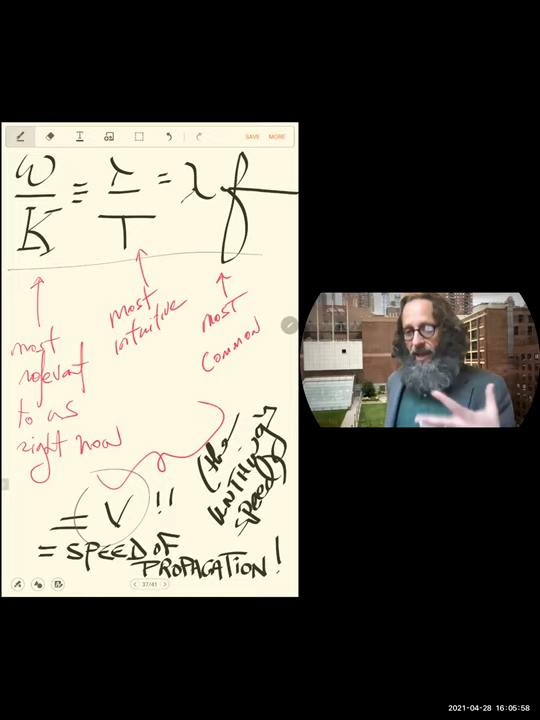 SAVE MORE
ω/K ≡ λ/T = λf
most relevant to us right now
most intuitive
most common
(the
speed)
= V !!
= SPEED OF PROPAGATION!
37/41
2021-04-28 16:05:58